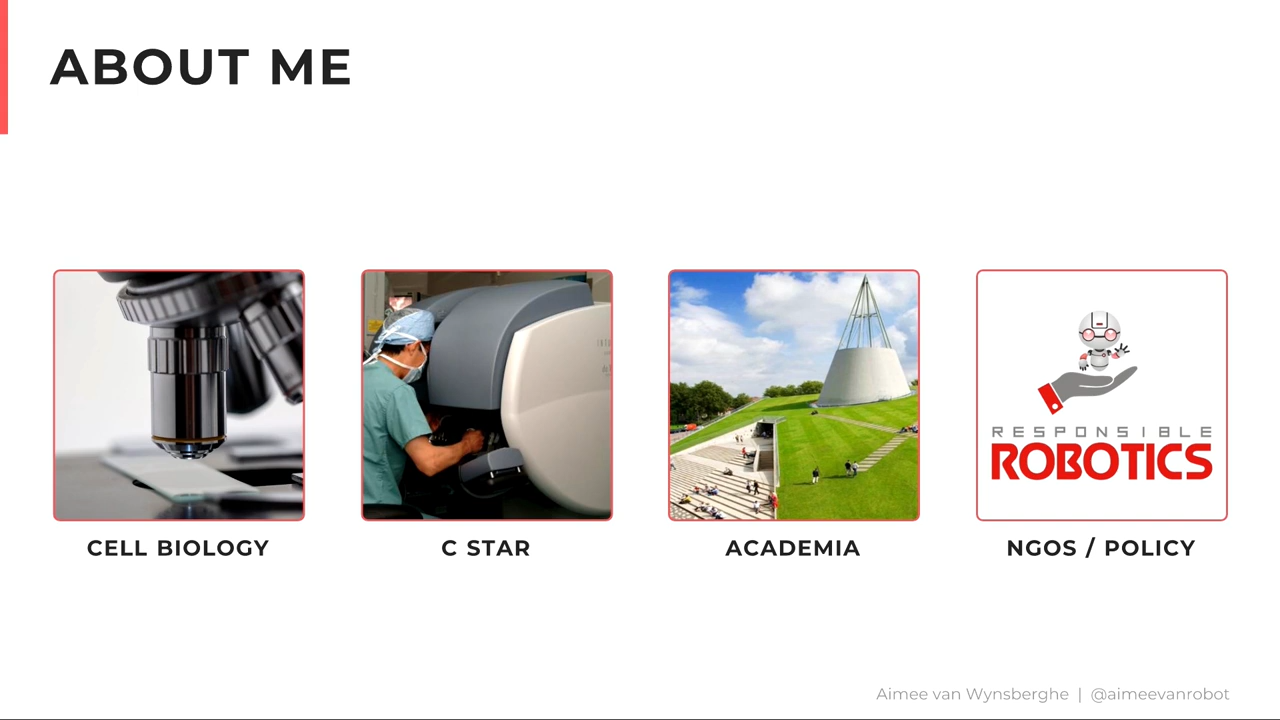 ABOUT ME
RESPONSIBLE
ROBOTICS
CELL BIOLOGY
C STAR
ACADEMIA
NGOS / POLICY
Aimee van Wynsberghe | @aimeevanrobot